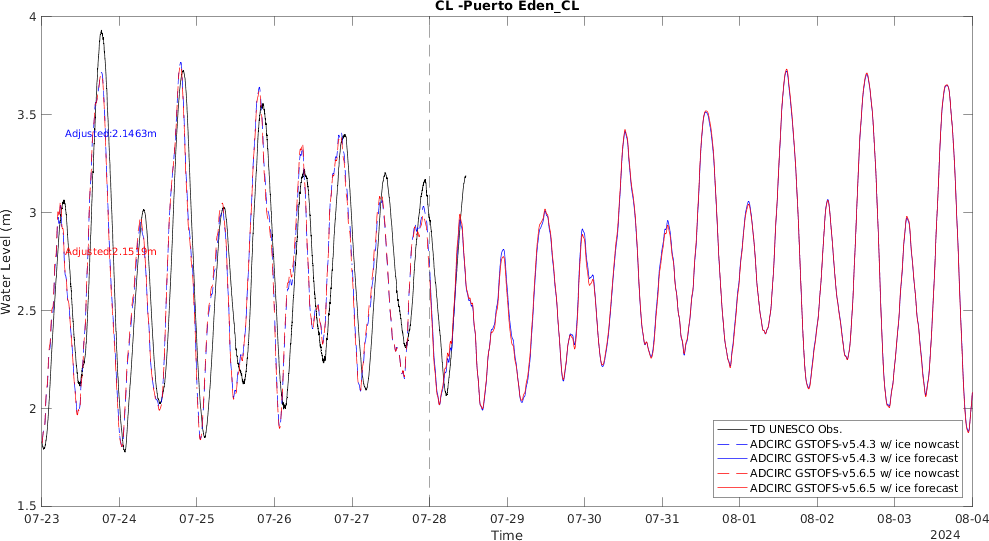 CL -Puerto Eden_CL
4
3.5
3
2.5
2
1.5
Water Level (m)
Adjusted:2.1463m
Adjusted:2.1519m
TD UNESCO Obs.
ADCIRC GSTOFS-v5.4.3 w/ ice nowcast
ADCIRC GSTOFS-v5.4.3 w/ ice forecast
ADCIRC GSTOFS-v5.6.5 w/ ice nowcast
ADCIRC GSTOFS-v5.6.5 w/ ice forecast
07-23 07-24 07-25 07-26 07-27 07-28 07-29 07-30 07-31 08-01 08-02 08-03 08-04
Time
2024